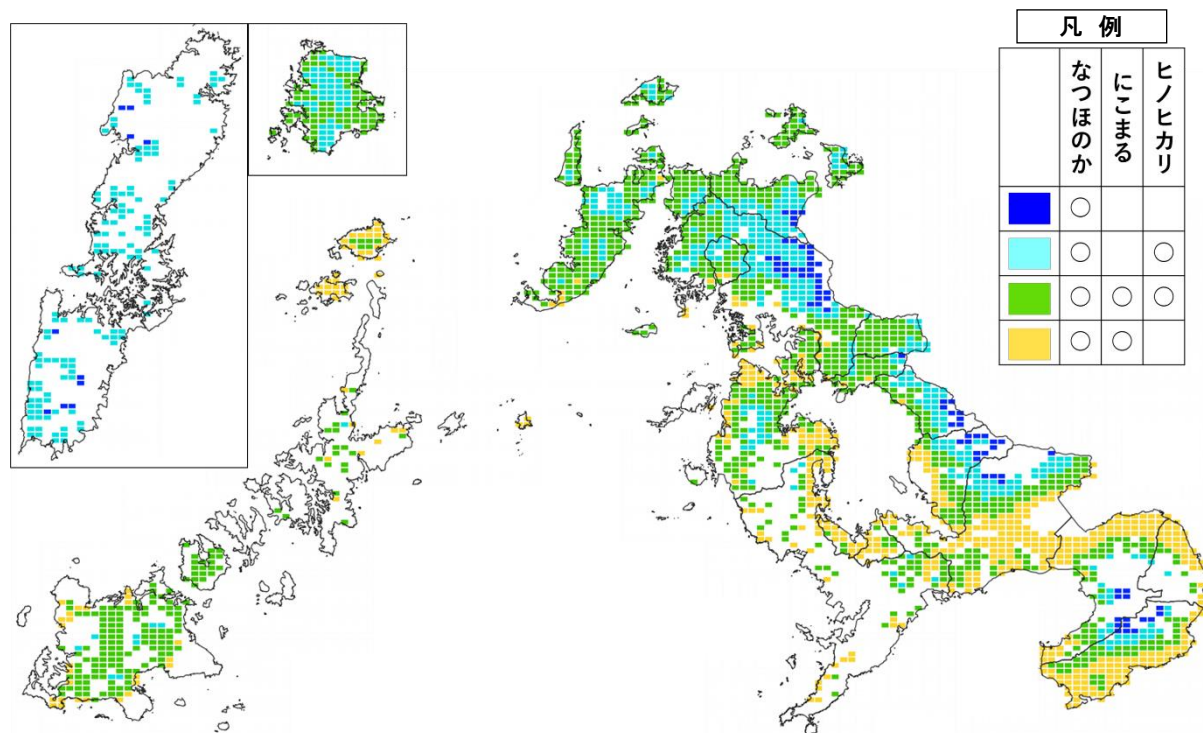 凡 例
なつほのか
にこまる
ヒノヒカリ
○
○ ○
○ ○ ○
○ ○